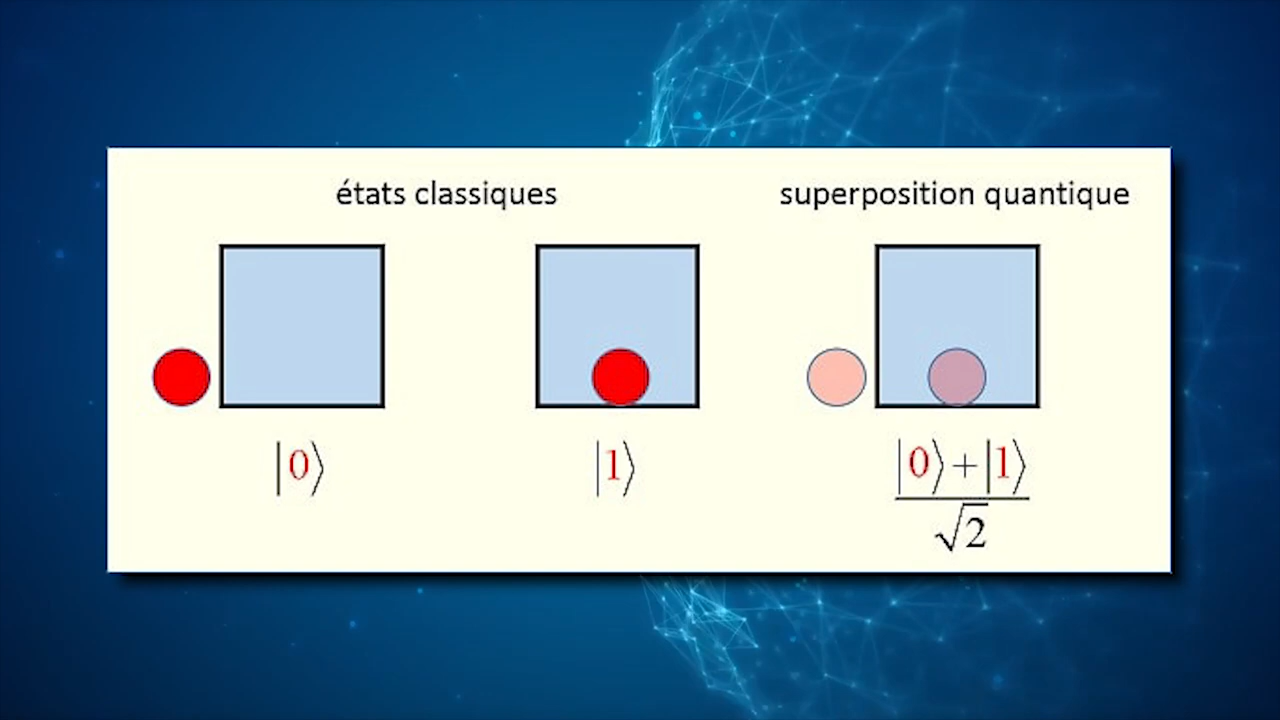 états classiques
superposition quantique
|0⟩
|1⟩
|0⟩+|1⟩
√2